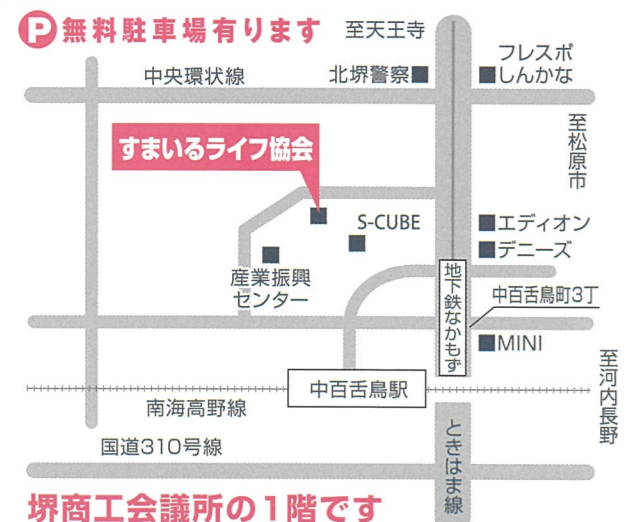 P無料駐車場有ります
至天王寺
中央環状線
北堺警察■
フレスポ
■しんかな
至松原市
すまいるライフ協会
S-CUBE
■エディオン
■デニーズ
産業振興
センター
地下鉄なかもず
中百舌鳥町3丁
■MINI
中百舌鳥駅
至河内長野
南海高野線
国道310号線
ときはま線
堺商工会議所の1階です